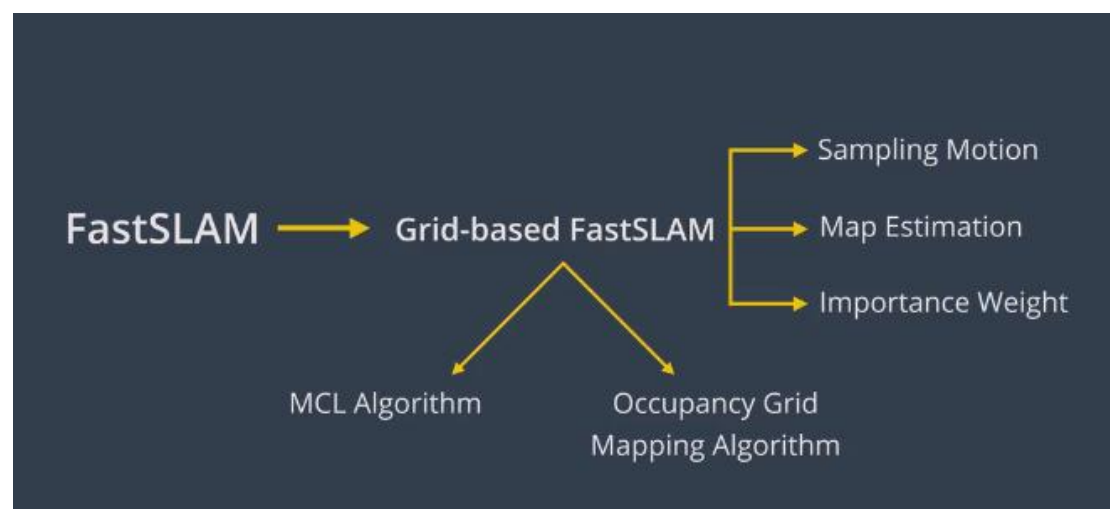 FastSLAM
Grid-based FastSLAM
Sampling Motion
Map Estimation
Importance Weight
MCL Algorithm
Occupancy Grid
Mapping Algorithm